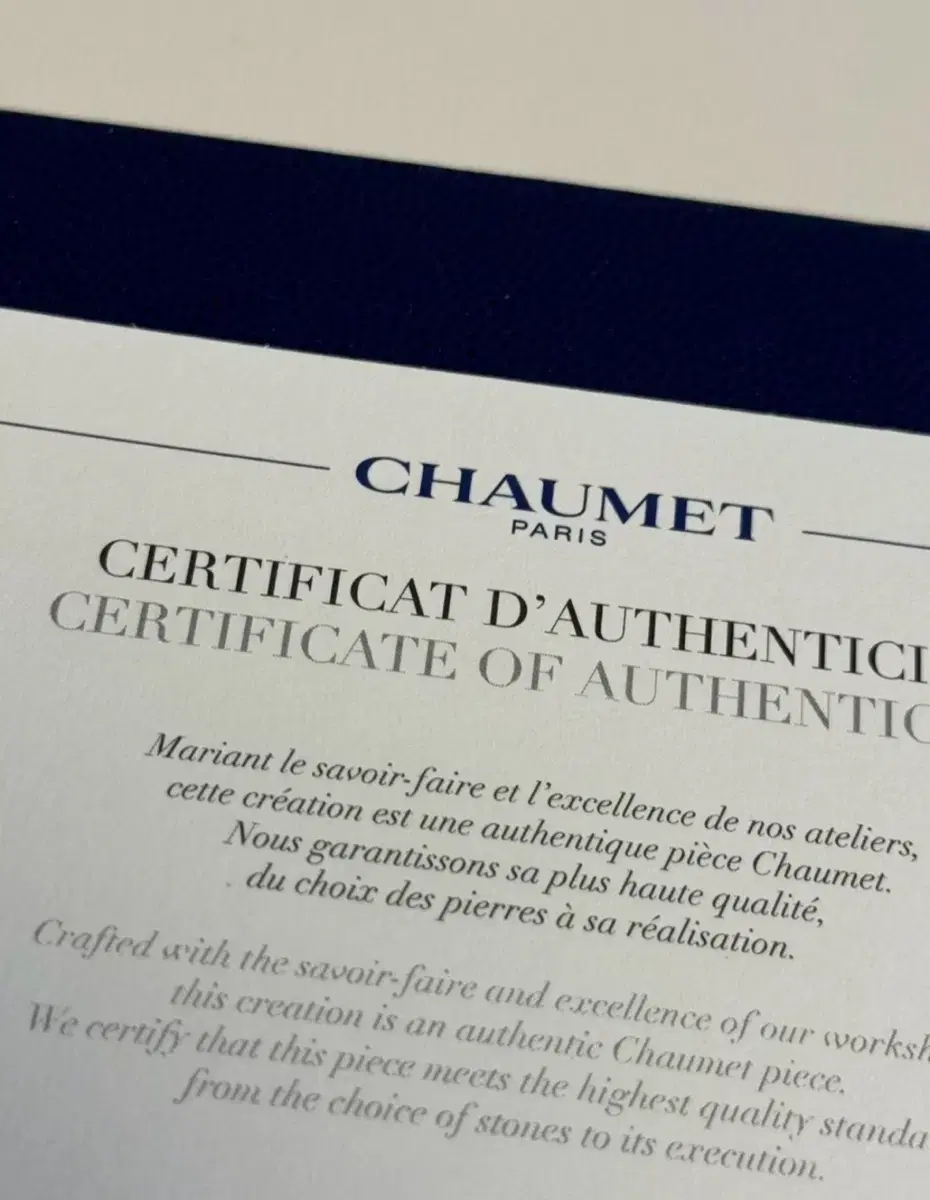 CHAUMET
PARIS
CERTIFICAT D'AUTHENTICI
CERTIFICATE OF AUTHENTIC
Mariant le savoir-faire et l'excellence de nos ateliers,
cette création est une authentique pièce Chaumet.
Nous garantissons sa plus haute qualité,
du choix des pierres à sa réalisation.
Crafted with the savoir-faire and excellence of our worksh
this creation is an authentic Chaumet piece.
We certify that this piece meets the highest quality standa
from the choice of stones to its execution.